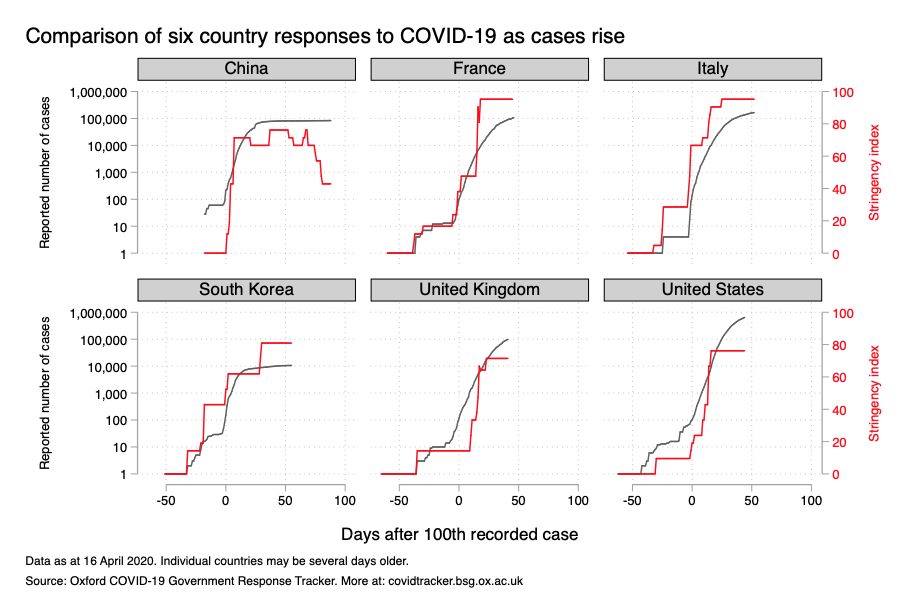 Comparison of six country responses to COVID-19 as cases rise
China
France
Italy
Reported number of cases
1,000,000
100,000
10,000
1,000
100
10
1
100
80
60
40
20
0
Stringency index
South Korea
United Kingdom
United States
Reported number of cases
1,000,000
100,000
10,000
1,000
100
10
1
100
80
60
40
20
0
Stringency index
-50 0 50 100 -50 0 50 100 -50 0 50 100
Days after 100th recorded case
Data as at 16 April 2020. Individual countries may be several days older.
Source: Oxford COVID-19 Government Response Tracker. More at: covidtracker.bsg.ox.ac.uk